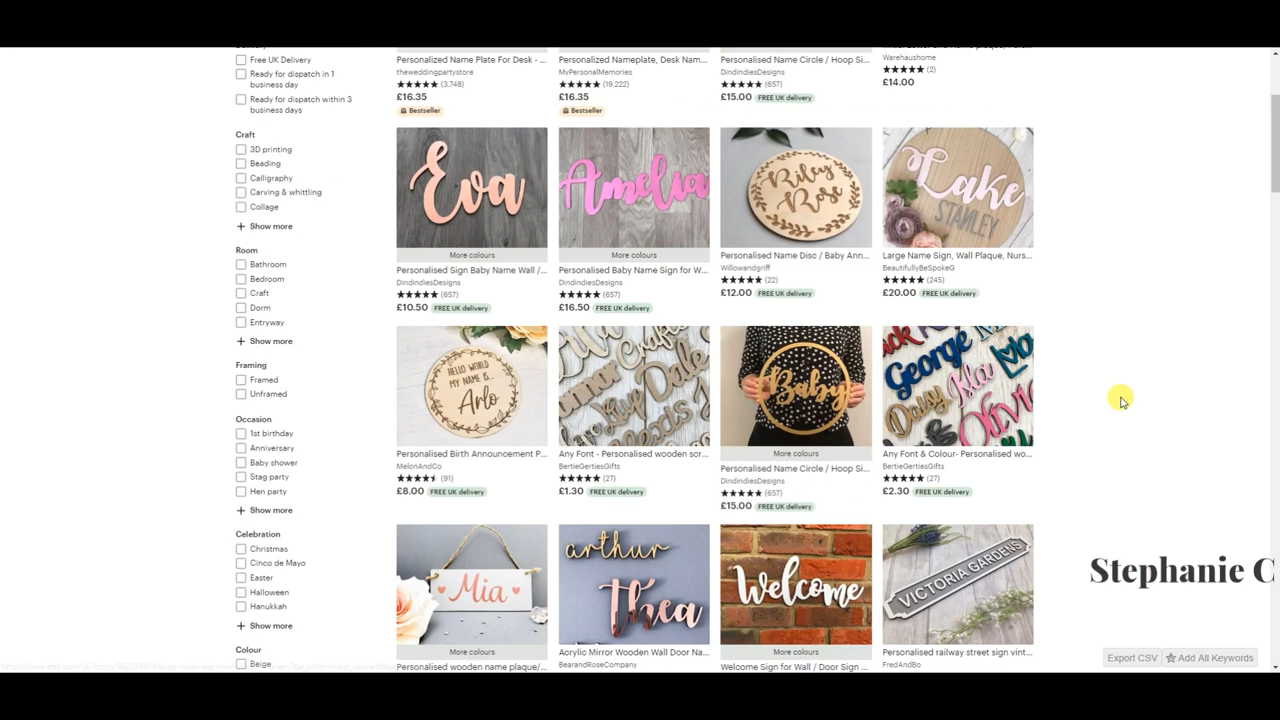 Free UK Delivery
Ready for dispatch in 1
business day
Ready for dispatch within 3
business days
Craft
3D printing
Beading
Calligraphy
Carving & whittling
Collage
Show more
Room
Bathroom
Bedroom
Craft
Dorm
Entryway
Show more
Framing
Framed
Unframed
Occasion
1st birthday
Anniversary
Baby shower
Stag party
Hen party
Show more
Celebration
Christmas
Cinco de Mayo
Easter
Halloween
Hanukkah
Show more
Colour
Beige
Personalized Name Plate For Desk - ...
theweddingpartystore
(3,748)
£16.35
Bestseller
Personalized Nameplate, Desk Nam...
MyPersonalMemories
(19,222)
£16.35
Bestseller
Personalised Name Circle / Hoop Si...
DindindiesDesigns
(657)
£15.00 FREE UK delivery
Warehaushome
(2)
£14.00
Eva
More colours
Personalised Sign Baby Name Wall /...
DindindiesDesigns
(657)
£10.50 FREE UK delivery
Amelia
More colours
Personalised Baby Name Sign for W...
DindindiesDesigns
(657)
£16.50 FREE UK delivery
Riley
Rose
Personalised Name Disc / Baby Ann...
Willowandgriff
(22)
£12.00 FREE UK delivery
Lake
STANLEY
Large Name Sign, Wall Plaque, Nurs...
BeautifullyBeSpokeG
(245)
£20.00 FREE UK delivery
HELLO WORLD
MY NAME IS...
Arlo
Personalised Birth Announcement P...
MelonAndCo
(91)
£8.00 FREE UK delivery
Dale
Any Font - Personalised wooden scr...
BertieGertiesGifts
(27)
£1.30 FREE UK delivery
Baby
More colours
Personalised Name Circle / Hoop Si...
DindindiesDesigns
(657)
£15.00 FREE UK delivery
George
Daisy
Olivia
Any Font & Colour- Personalised wo...
BertieGertiesGifts
(27)
£2.30 FREE UK delivery
Mia
More colours
Personalised wooden name plaque/...
arthur
Thea
Acrylic Mirror Wooden Wall Door Na...
BearandRoseCompany
Welcome
More colours
Welcome Sign for Wall / Door Sign ...
VICTORIA GARDENS
Personalised railway street sign vint...
FredAndBo
Stephanie C
Export CSV
Add All Keywords